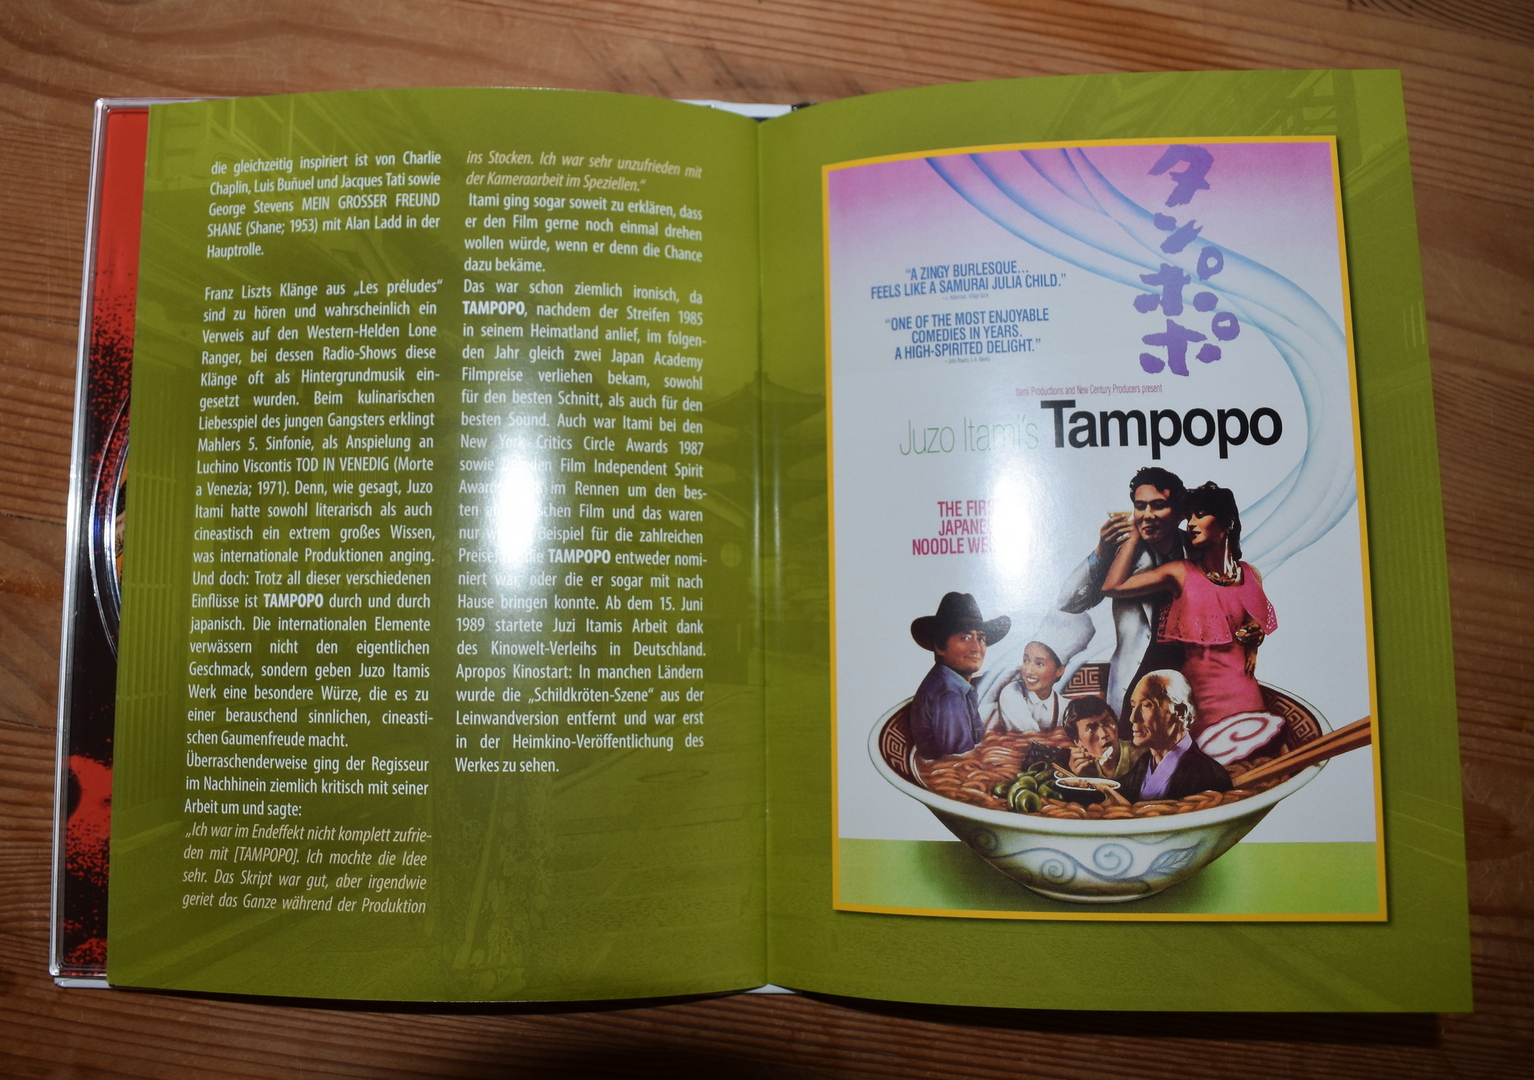 die gleichzeitig inspiriert ist von Charlie
Chaplin, Luis Buñuel und Jacques Tati sowie
George Stevens MEIN GROSSER FREUND
SHANE (Shane; 1953) mit Alan Ladd in der
Hauptrolle.
Franz Liszts Klänge aus „Les préludes“
sind zu hören und wahrscheinlich ein
Verweis auf den Western-Helden Lone
Ranger, bei dessen Radio-Shows diese
Klänge oft als Hintergrundmusik ein-
gesetzt wurden. Beim kulinarischen
Liebesspiel des jungen Gangsters erklingt
Mahlers 5. Sinfonie, als Anspielung an
Luchino Viscontis TOD IN VENEDIG (Morte
a Venezia; 1971). Denn, wie gesagt, Juzo
Itami hatte sowohl literarisch als auch
cineastisch ein extrem großes Wissen,
was internationale Produktionen anging.
Und doch: Trotz all dieser verschiedenen
Einflüsse ist TAMPOPO durch und durch
japanisch. Die internationalen Elemente
verwässern nicht den eigentlichen
Geschmack, sondern geben Juzo Itamis
Werk eine besondere Würze, die es zu
einer berauschend sinnlichen, cineasti-
schen Gaumenfreude macht.
Überraschenderweise ging der Regisseur
im Nachhinein ziemlich kritisch mit seiner
Arbeit um und sagte:
„Ich war im Endeffekt nicht komplett zufrie-
den mit [TAMPOPO]. Ich mochte die Idee
sehr. Das Skript war gut, aber irgendwie
geriet das Ganze während der Produktion
ins Stocken. Ich war sehr unzufrieden mit
der Kameraarbeit im Speziellen.“
Itami ging sogar soweit zu erklären, dass
er den Film gerne noch einmal drehen
wollen würde, wenn er denn die Chance
dazu bekäme.
Das war schon ziemlich ironisch, da
TAMPOPO, nachdem der Streifen 1985
in seinem Heimatland anlief, im folgen-
den Jahr gleich zwei Japan Academy
Filmpreise verliehen bekam, sowohl
für den besten Schnitt, als auch für den
besten Sound. Auch war Itami bei den
New York Critics Circle Awards 1987
sowie den Film Independent Spirit
Awards im Rennen um den bes-
ten schen Film und das waren
nur Beispiel für die zahlreichen
Preise, die TAMPOPO entweder nomi-
niert war oder die er sogar mit nach
Hause bringen konnte. Ab dem 15. Juni
1989 startete Juzi Itamis Arbeit dank
des Kinowelt-Verleihs in Deutschland.
Apropos Kinostart: In manchen Ländern
wurde die „Schildkröten-Szene“ aus der
Leinwandversion entfernt und war erst
in der Heimkino-Veröffentlichung des
Werkes zu sehen.
タンポポ
“A ZINGY BURLESQUE...
FEELS LIKE A SAMURAI JULIA CHILD.”
“ONE OF THE MOST ENJOYABLE
COMEDIES IN YEARS.
A HIGH-SPIRITED DELIGHT.”
Itami Productions and New Century Producers present
Juzo Itami's Tampopo
THE FIRS
JAPANE
NOODLE WE